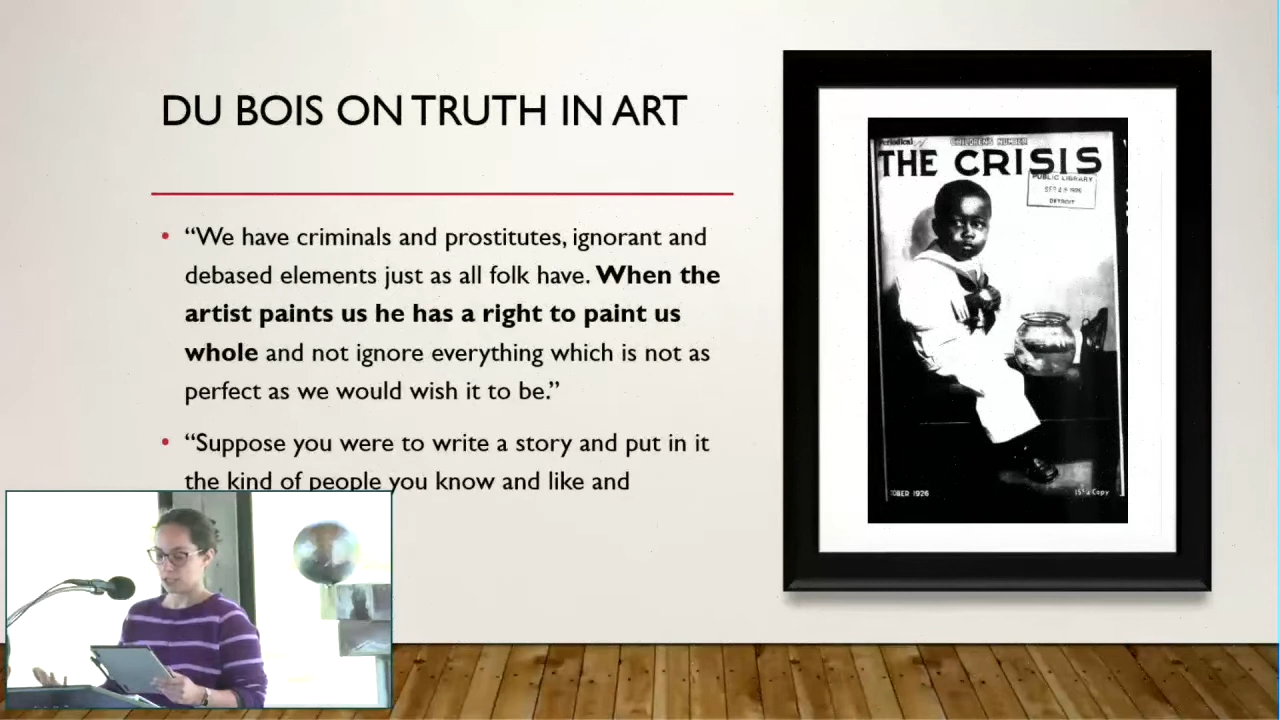 DU BOIS ON TRUTH IN ART
• “We have criminals and prostitutes, ignorant and
debased elements just as all folk have. When the
artist paints us he has a right to paint us
whole and not ignore everything which is not as
perfect as we would wish it to be.”
• “Suppose you were to write a story and put in it
the kind of people you know and like and
Periodical
CHILDREN'S NUMBER
THE CRISIS
PUBLIC LIBRARY
DETROIT
TOBER 1926
15¢ a Copy